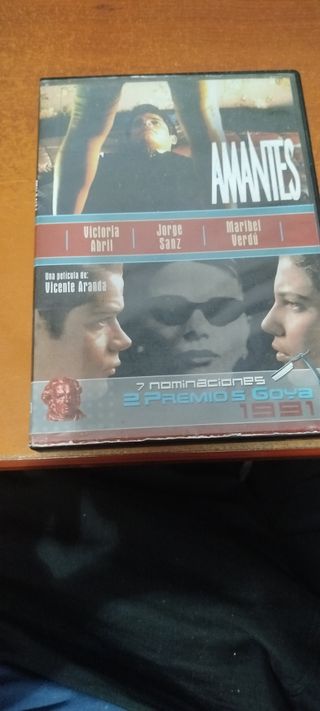 AMANTES
Victoria Abril
Jorge Sanz
Maribel Verdú
Una película de:
Vicente Aranda
7 nominaciones
2 PREMIOS GOYA
1991